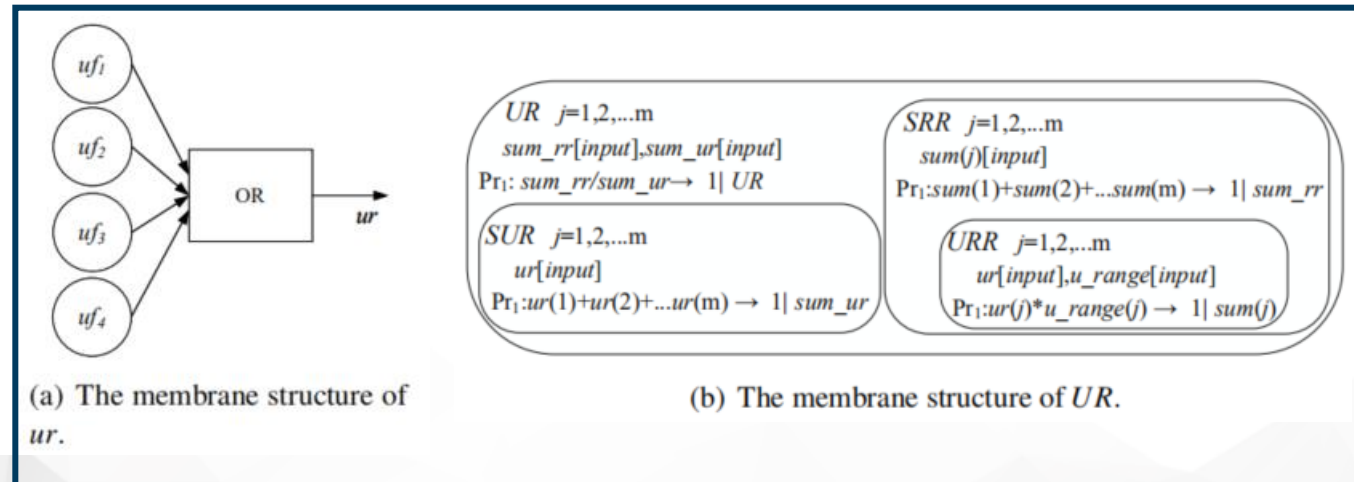 uf₁
uf₂
uf₃
uf₄
OR
ur
(a) The membrane structure of
ur.
UR j=1,2,...m
sum_rr[input],sum_ur[input]
Pr₁: sum_rr/sum_ur→ 1| UR
SUR j=1,2,...m
ur[input]
Pr₁:ur(1)+ur(2)+...ur(m) → 1| sum_ur
SRR j=1,2,...m
sum(j)[input]
Pr₁:sum(1)+sum(2)+...sum(m) → 1| sum_rr
URR j=1,2,...m
ur[input],u_range[input]
Pr₁:ur(j)*u_range(j) → 1| sum(j)
(b) The membrane structure of UR.